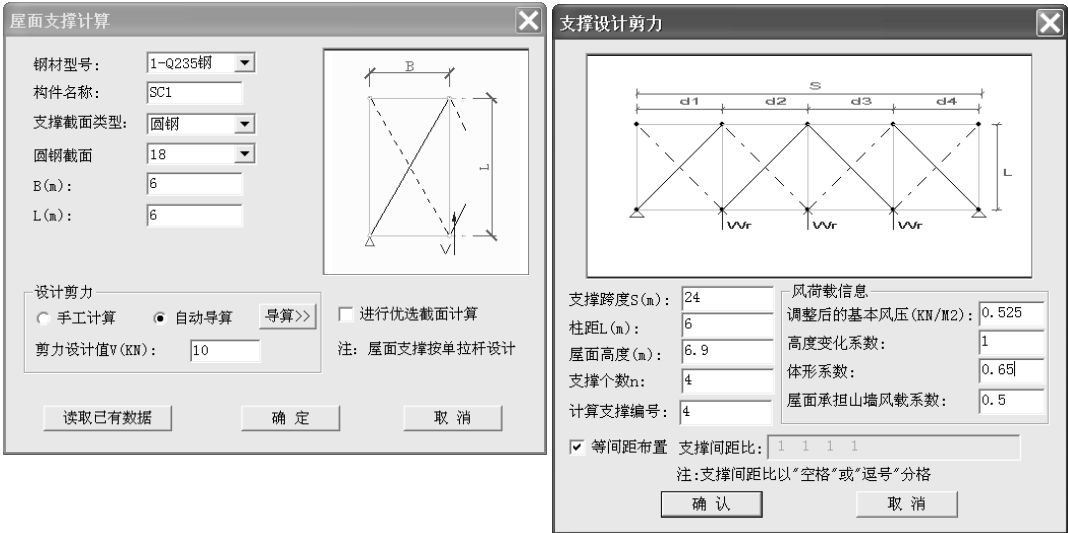 屋面支撑计算
钢材型号: 1-Q235钢
构件名称: SC1
支撑截面类型: 圆钢
圆钢截面 18
B(m): 6
L(m): 6
B
L
V
设计剪力
手工计算 自动导算 导算>>
剪力设计值V(KN): 10
进行优选截面计算
注: 屋面支撑按单拉杆设计
读取已有数据 确 定 取 消
支撑设计剪力
S
d1 d2 d3 d4
L
Wr Wr Wr
支撑跨度S(m): 24
柱距L(m): 6
屋面高度(m): 6.9
支撑个数n: 4
计算支撑编号: 4
风荷载信息
调整后的基本风压(KN/M2): 0.525
高度变化系数: 1
体形系数: 0.65
屋面承担山墙风载系数: 0.5
等间距布置 支撑间距比: 1 1 1 1
注:支撑间距比以"空格"或"逗号"分格
确 认 取 消